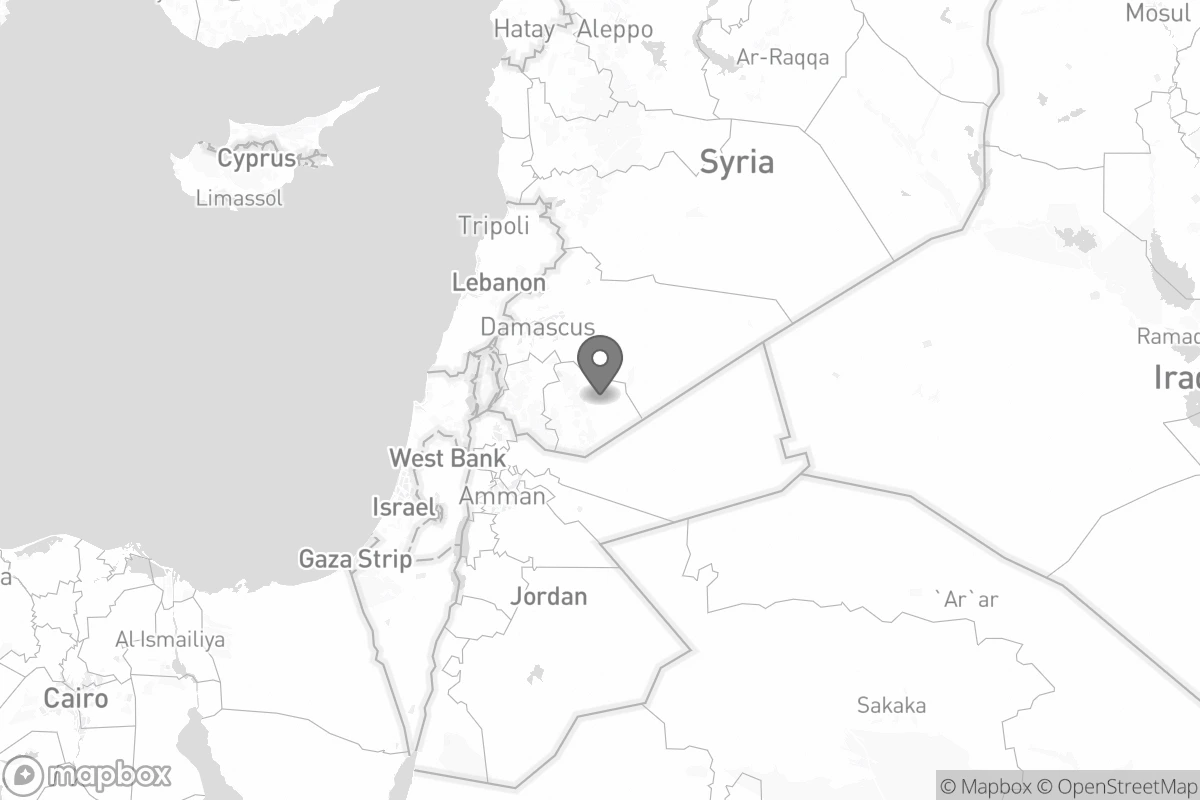 Mosul
Hatay
Aleppo
Ar-Raqqa
Cyprus
Syria
Limassol
Tripoli
Lebanon
Damascus
Ramad
Iraq
West Bank
Amman
Israel
Gaza Strip
a
Jordan
`Ar`ar
Al-Ismailiya
Cairo
Sakaka
mapbox
© Mapbox © OpenStreetMap